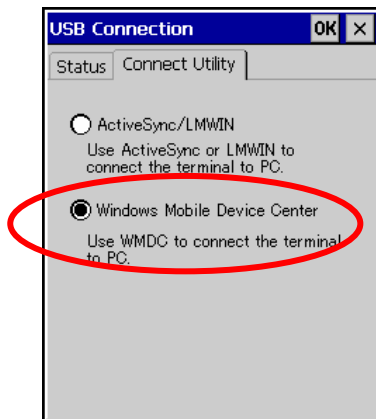 USB Connection OK ×
Status Connect Utility
ActiveSync/LMWIN
Use ActiveSync or LMWIN to
connect the terminal to PC.
Windows Mobile Device Center
Use WMDC to connect the terminal
to PC.